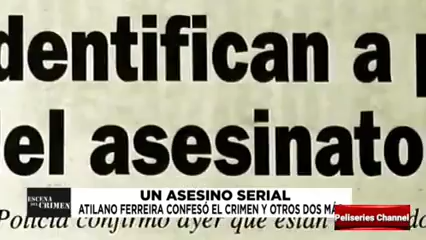 dentifican a p
el asesinato
ESCENA
DEL CRIMEN
UN ASESINO SERIAL
ATILANO FERREIRA CONFESÓ EL CRIMEN Y OTROS DOS MÁ
Peliseries Channel
Policía confirmó ayer que están